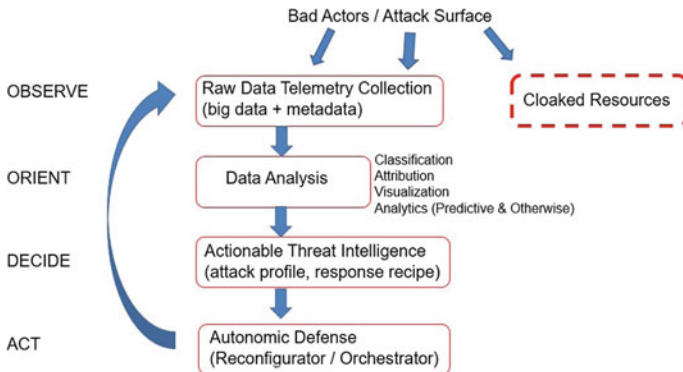 Bad Actors / Attack Surface
OBSERVE
Raw Data Telemetry Collection
(big data + metadata)
Cloaked Resources
ORIENT
Data Analysis
Classification
Attribution
Visualization
Analytics (Predictive & Otherwise)
DECIDE
Actionable Threat Intelligence
(attack profile, response recipe)
ACT
Autonomic Defense
(Reconfigurator / Orchestrator)